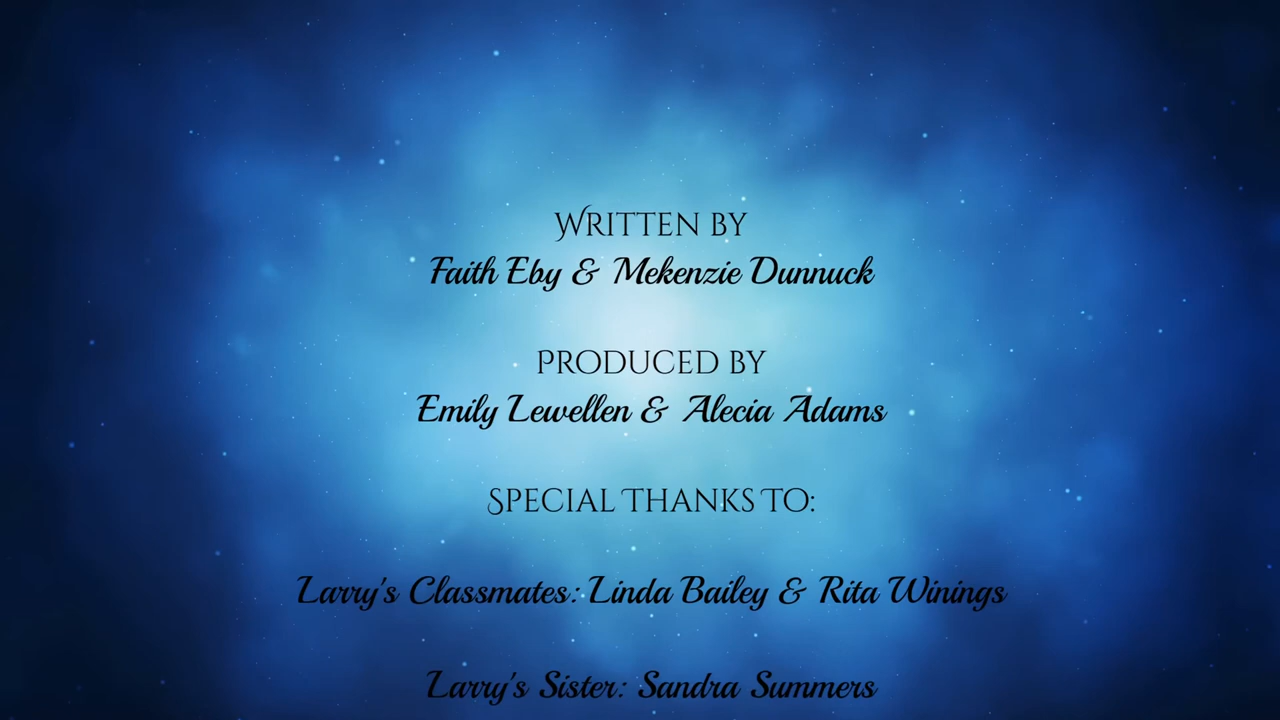 Written by
Faith Eby & Mekenzie Dunnuck
Produced by
Emily Lewellen & Alecia Adams
Special Thanks To:
Larry's Classmates: Linda Bailey & Rita Winings
Larry's Sister: Sandra Summers